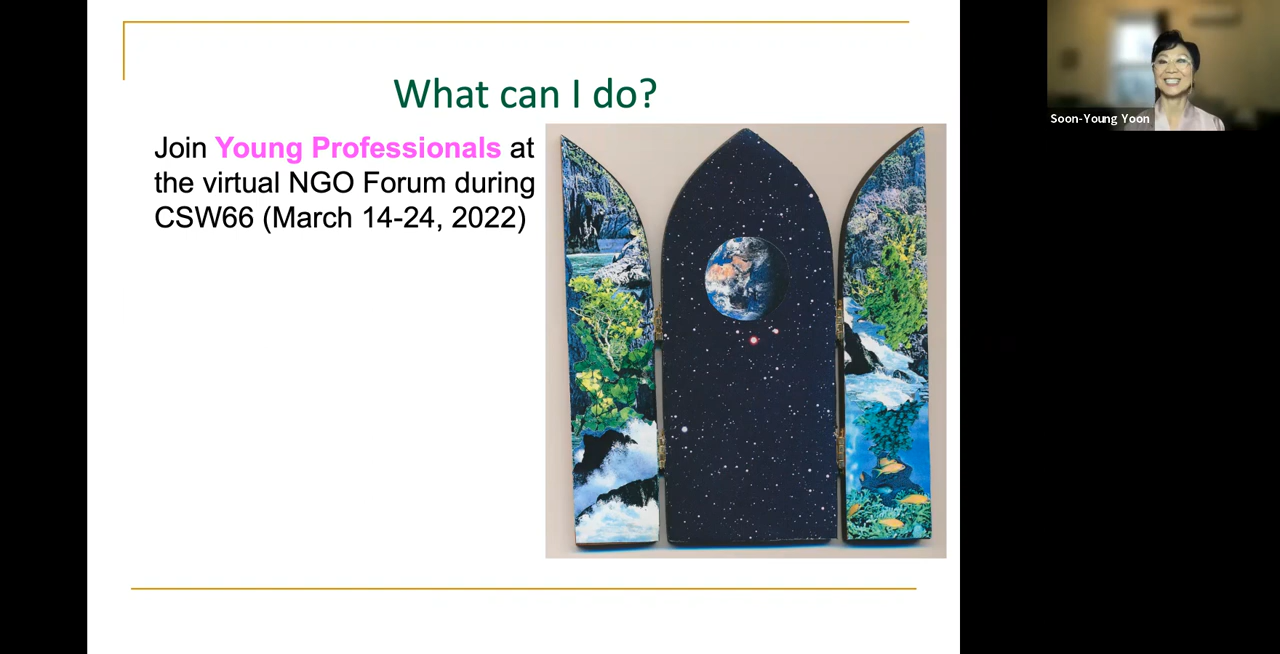 What can I do?
Join Young Professionals at
the virtual NGO Forum during
CSW66 (March 14-24, 2022)
Soon-Young Yoon